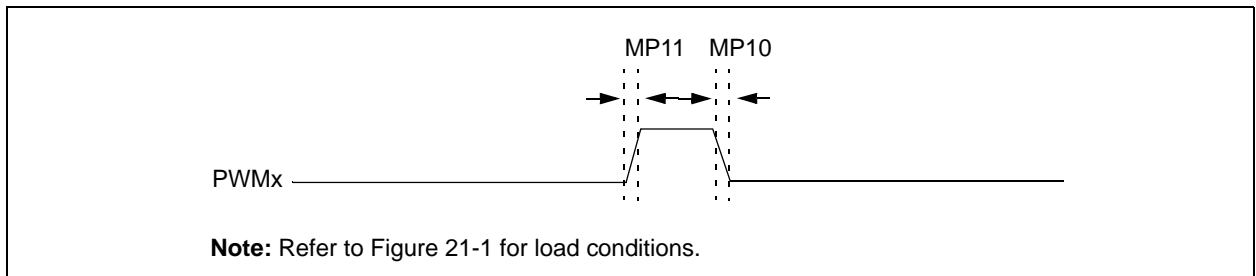 MP11 MP10
PWMx
Note: Refer to Figure 21-1 for load conditions.